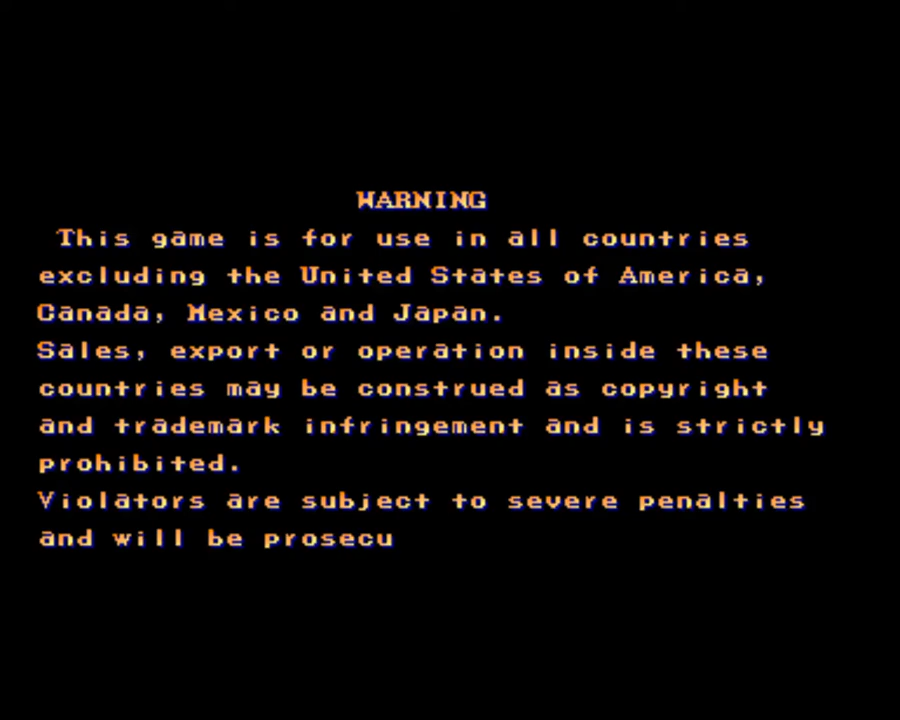 WARNING
This game is for use in all countries
excluding the United States of America,
Canada, Mexico and Japan.
Sales, export or operation inside these
countries may be construed as copyright
and trademark infringement and is strictly
prohibited.
Violators are subject to severe penalties
and will be prosecu